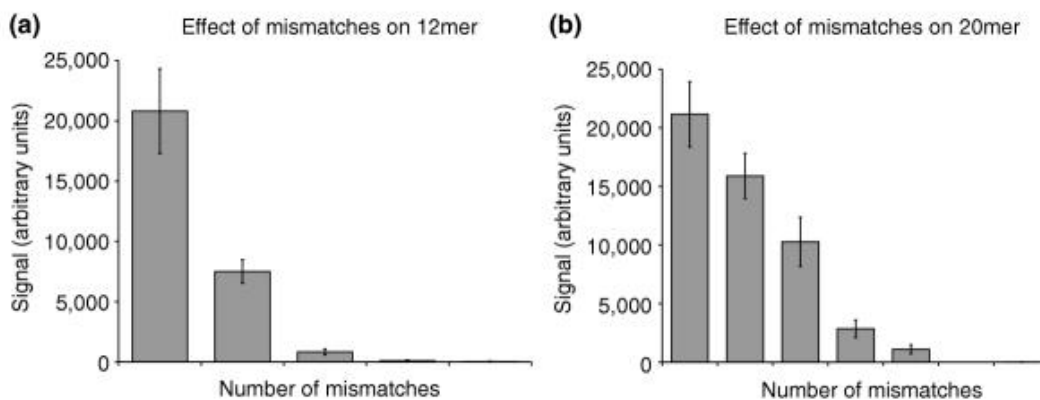 (a)
Effect of mismatches on 12mer
Signal (arbitrary units)
25,000
20,000
15,000
10,000
5,000
0
Number of mismatches
(b)
Effect of mismatches on 20mer
Signal (arbitrary units)
25,000
20,000
15,000
10,000
5,000
0
Number of mismatches